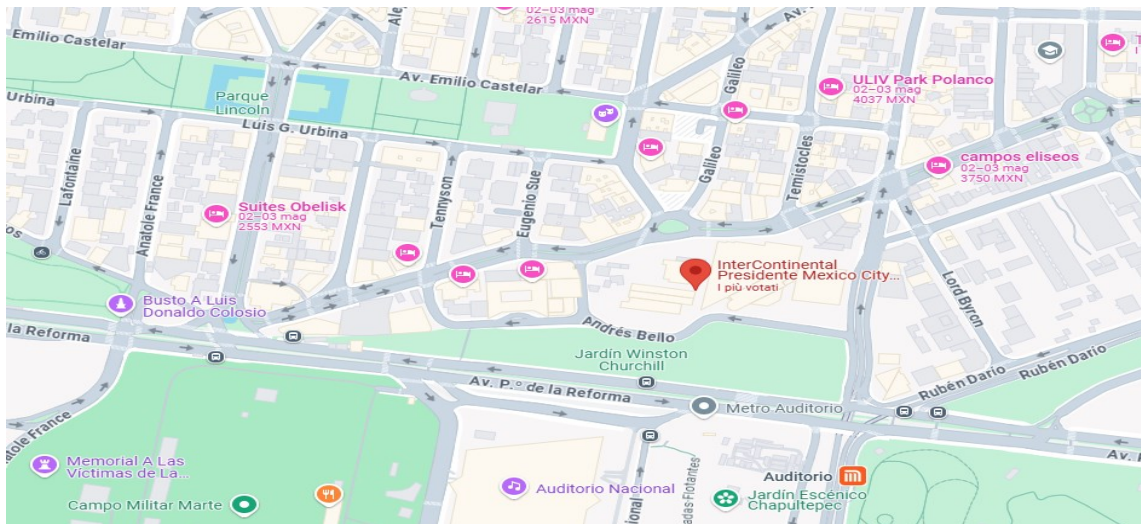 02–03 mag
2615 MXN
Emilio Castelar
Av. Emilio Castelar
Galileo
ULIV Park Polanco
02–03 mag
4037 MXN
Parque
Lincoln
Urbina
Luis G. Urbina
Lafontaine
Anatole France
Tennyson
Eugenio Sue
Galileo
Temístocles
campos eliseos
02–03 mag
3750 MXN
Suites Obelisk
02–03 mag
2553 MXN
InterContinental
Presidente Mexico City...
I più votati
Lord Byron
Busto A Luis
Donaldo Colosio
la Reforma
Andrés Bello
Jardín Winston
Churchill
Rubén Darío
Rubén Darío
Av. P.º de la Reforma
Metro Auditorio
Memorial A Las
Víctimas de La...
Campo Militar Marte
Auditorio Nacional
Auditorio
Jardín Escénico
Chapultepec